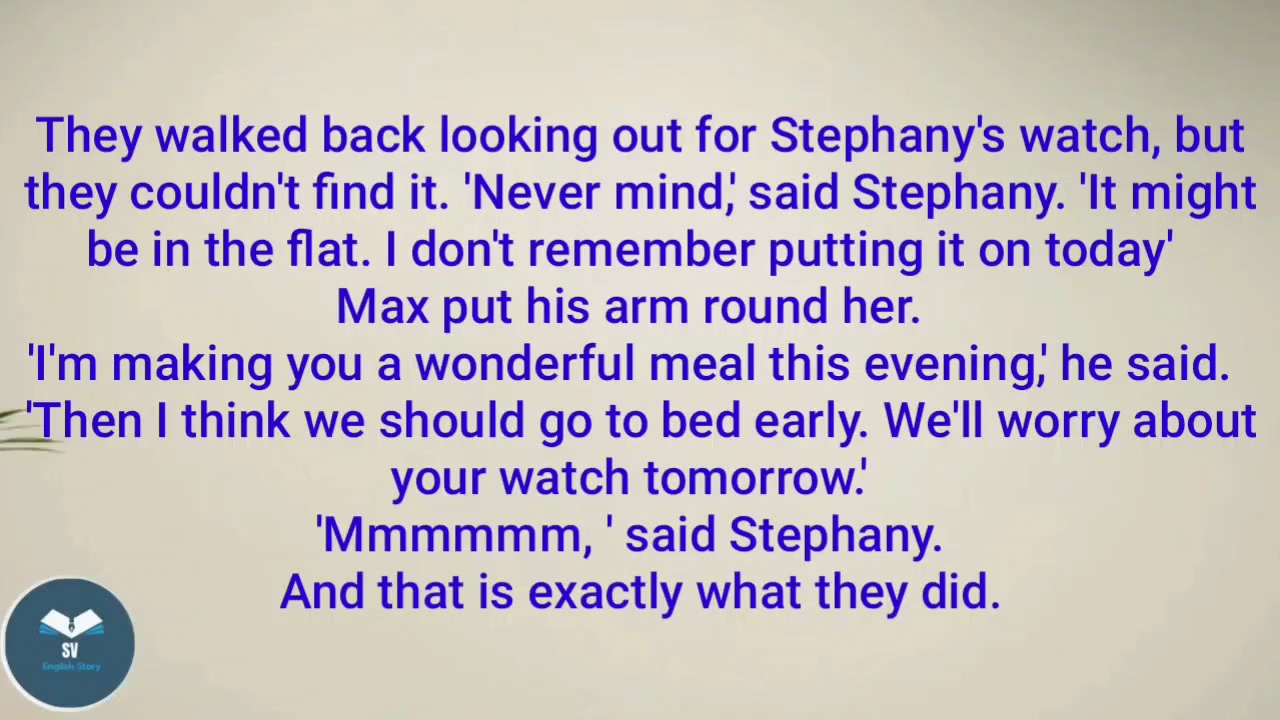 They walked back looking out for Stephany's watch, but
they couldn't find it. 'Never mind,' said Stephany. 'It might
be in the flat. I don't remember putting it on today'
Max put his arm round her.
'I'm making you a wonderful meal this evening,' he said.
'Then I think we should go to bed early. We'll worry about
your watch tomorrow.'
'Mmmmmm, ' said Stephany.
And that is exactly what they did.
SV
English Story